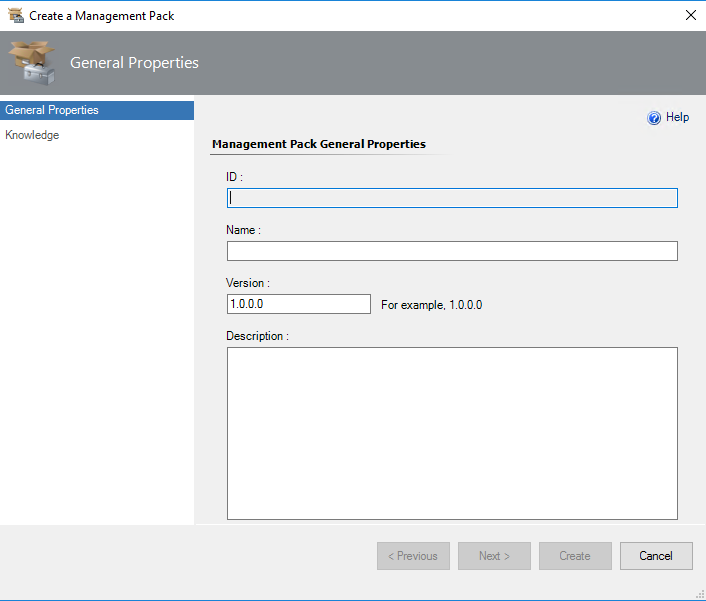 Create a Management Pack
General Properties
General Properties
Knowledge
Help
Management Pack General Properties
ID :
Name :
Version :
1.0.0.0 For example, 1.0.0.0
Description :
< Previous Next > Create Cancel